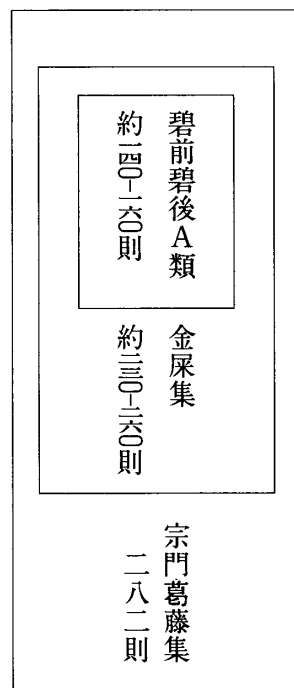 碧前碧後A類
約一四〇–一六〇則
金屎集
約二三〇–二六〇則
宗門葛藤集
二八二則